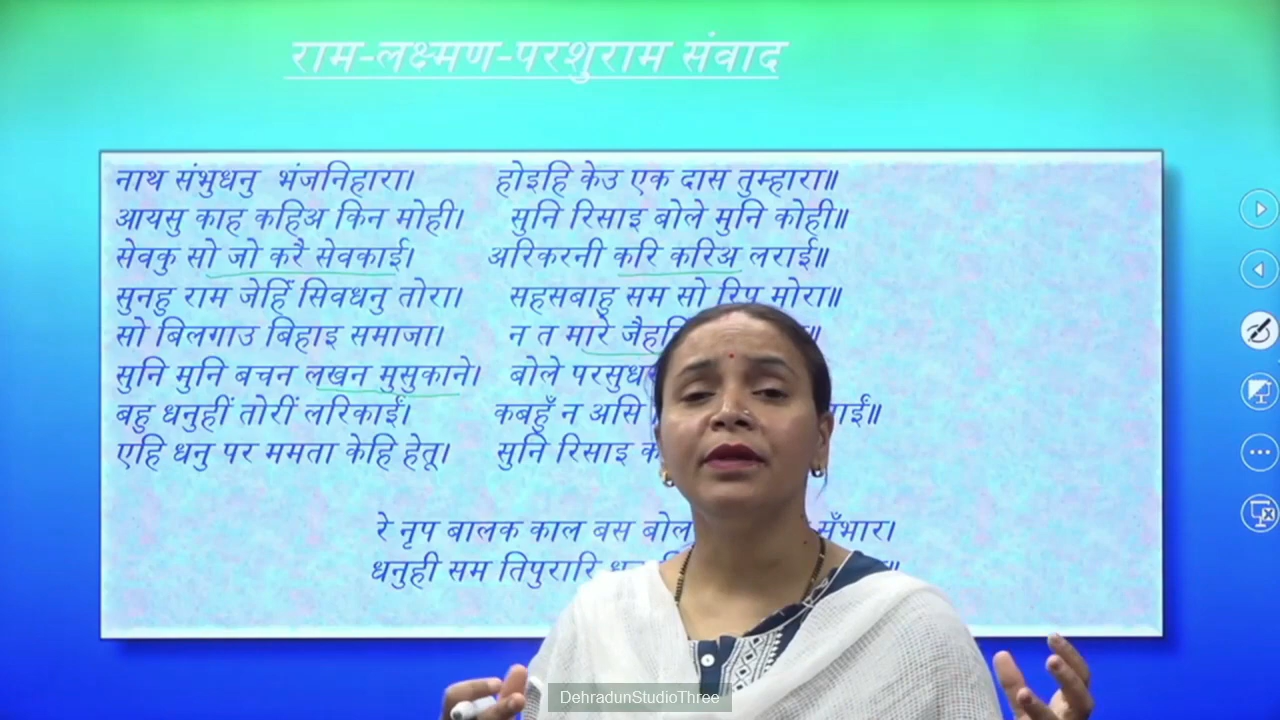 राम-लक्ष्मण-परशुराम संवाद
नाथ संभुधनु भंजनिहारा। होइहि केउ एक दास तुम्हारा॥
आयसु काह कहिअ किन मोही। सुनि रिसाइ बोले मुनि कोही॥
सेवकु सो जो करै सेवकाई। अरिकरनी करि करिअ लराई॥
सुनहु राम जेहिँ सिवधनु तोरा। सहसबाहु सम सो रिपु मोरा॥
सो बिलगाउ बिहाइ समाजा। न त मारे
सुनि मुनि बचन लखन मुसुकाने। बोले
बहु धनुहीं तोरीं लरिकाईं। कबहुँ न असि
एहि धनु पर ममता केहि हेतू। सुनि रिसाइ
रे नृप बालक काल बस सँभार।
धनुही सम तिपुरारि
DehradunStudioThree